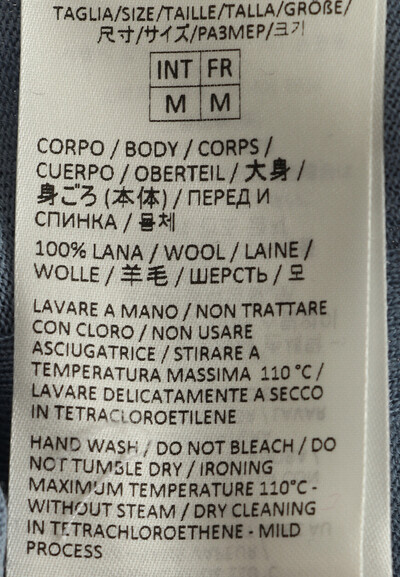 TAGLIA/SIZE/TAILLE/TALLA/GRÖßE/
尺寸/サイズ/РАЗМЕР/크기
INT FR
M M
CORPO / BODY / CORPS /
CUERPO / OBERTEIL / 大身 /
身ごろ (本体) / ПЕРЕД И
СПИНКА / 몸체
100% LANA / WOOL / LAINE /
WOLLE / 羊毛 / ШЕРСТЬ / 모
LAVARE A MANO / NON TRATTARE
CON CLORO / NON USARE
ASCIUGATRICE / STIRARE A
TEMPERATURA MASSIMA 110 °C /
LAVARE DELICATAMENTE A SECCO
IN TETRACLOROETILENE
HAND WASH / DO NOT BLEACH / DO
NOT TUMBLE DRY / IRONING
MAXIMUM TEMPERATURE 110°C -
WITHOUT STEAM / DRY CLEANING
IN TETRACHLOROETHENE - MILD
PROCESS